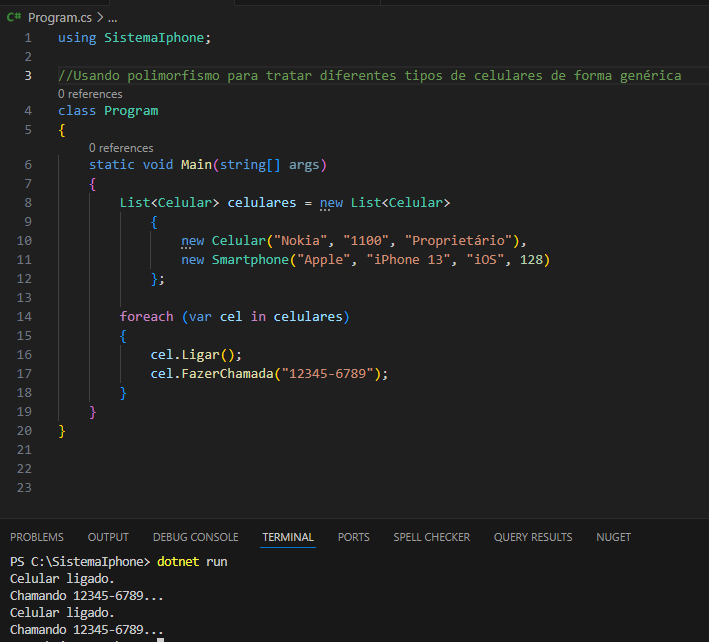 C# Program.cs > ...
1 using SistemaIphone;
2
3 //Usando polimorfismo para tratar diferentes tipos de celulares de forma genérica
0 references
4 class Program
5 {
0 references
6 static void Main(string[] args)
7 {
8 List<Celular> celulares = new List<Celular>
9 {
10 new Celular("Nokia", "1100", "Proprietário"),
11 new Smartphone("Apple", "iPhone 13", "iOS", 128)
12 };
13
14 foreach (var cel in celulares)
15 {
16 cel.Ligar();
17 cel.FazerChamada("12345-6789");
18 }
19 }
20 }
21
22
23
PROBLEMS OUTPUT DEBUG CONSOLE TERMINAL PORTS SPELL CHECKER QUERY RESULTS NUGET
PS C:\SistemaIphone> dotnet run
Celular ligado.
Chamando 12345-6789...
Celular ligado.
Chamando 12345-6789...